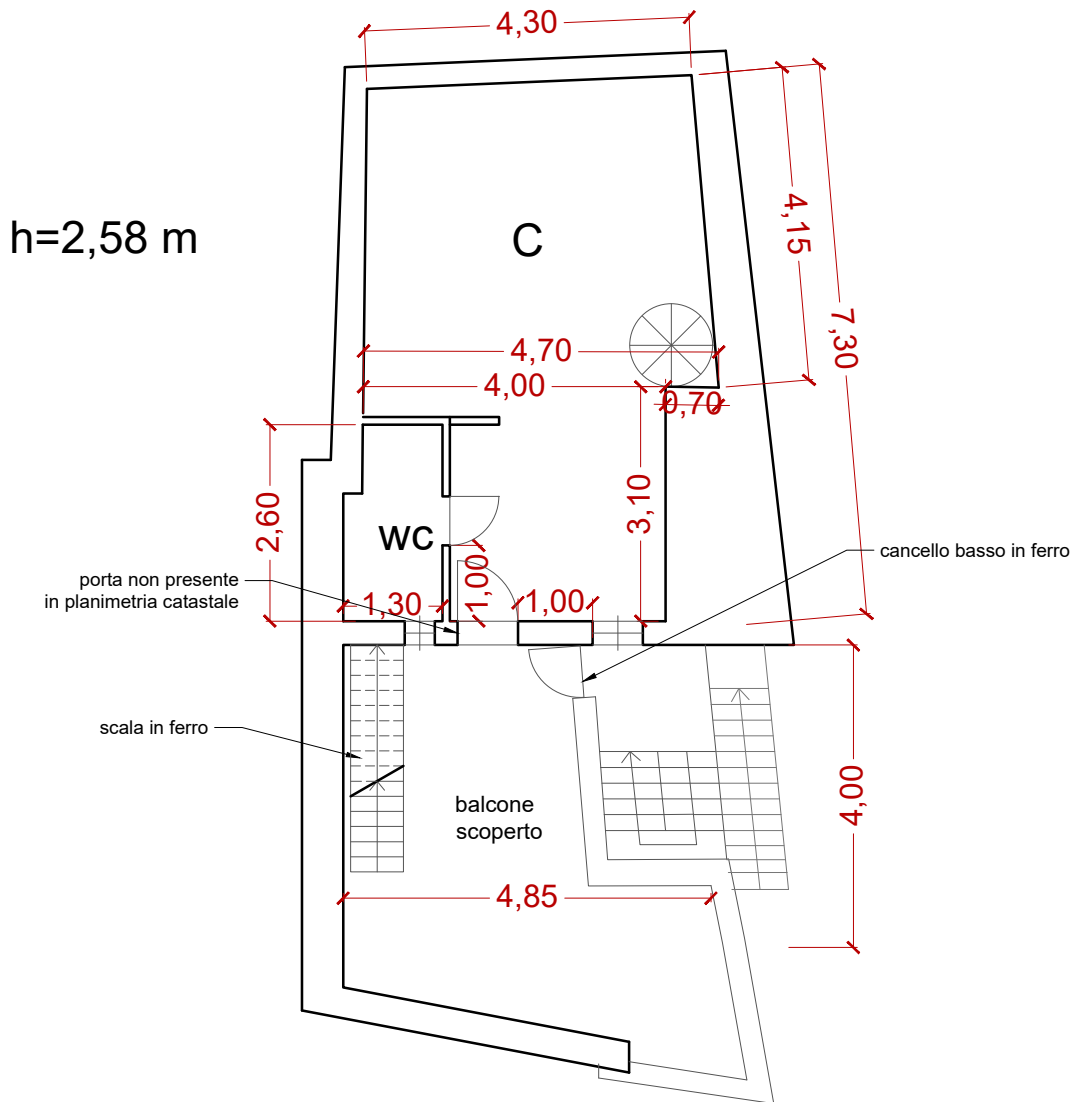 4,30
h=2,58 m
C
4,15
7,30
4,70
4,00
0,70
2,60
3,10
wc
cancello basso in ferro
porta non presente
in planimetria catastale
1,30
1,00
1,00
scala in ferro
balcone
scoperto
4,00
4,85